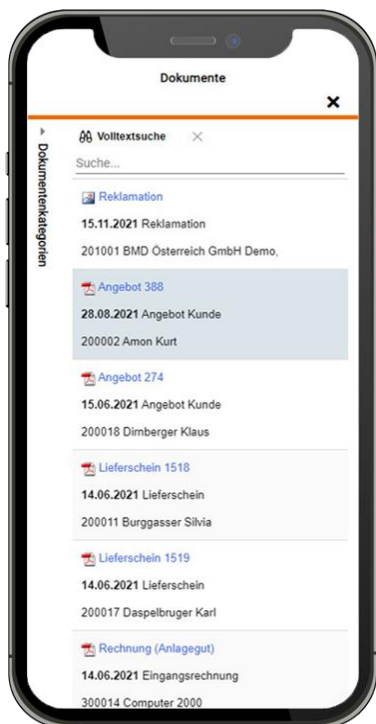 Dokumente
Dokumentenkategorien
Volltextsuche
Suche...
Reklamation
15.11.2021 Reklamation
201001 BMD Österreich GmbH Demo,
Angebot 388
28.08.2021 Angebot Kunde
200002 Amon Kurt
Angebot 274
15.06.2021 Angebot Kunde
200018 Dirnberger Klaus
Lieferschein 1518
14.06.2021 Lieferschein
200011 Burggasser Silvia
Lieferschein 1519
14.06.2021 Lieferschein
200017 Daspelbruger Karl
Rechnung (Anlagegut)
14.06.2021 Eingangsrechnung
300014 Computer 2000